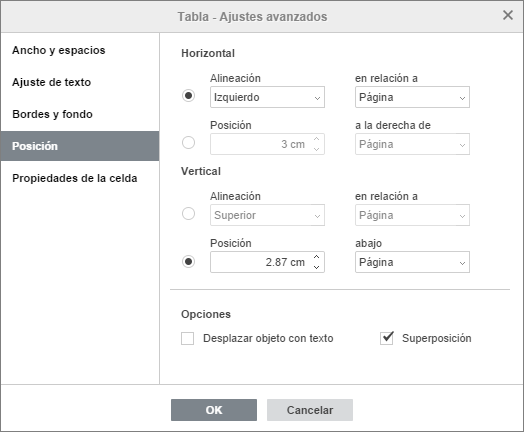 Tabla - Ajustes avanzados
Ancho y espacios
Ajuste de texto
Bordes y fondo
Posición
Propiedades de la celda
Horizontal
Alineación en relación a
Izquierdo Página
Posición a la derecha de
3 cm Página
Vertical
Alineación en relación a
Superior Página
Posición abajo
2.87 cm Página
Opciones
Desplazar objeto con texto Superposición
OK Cancelar